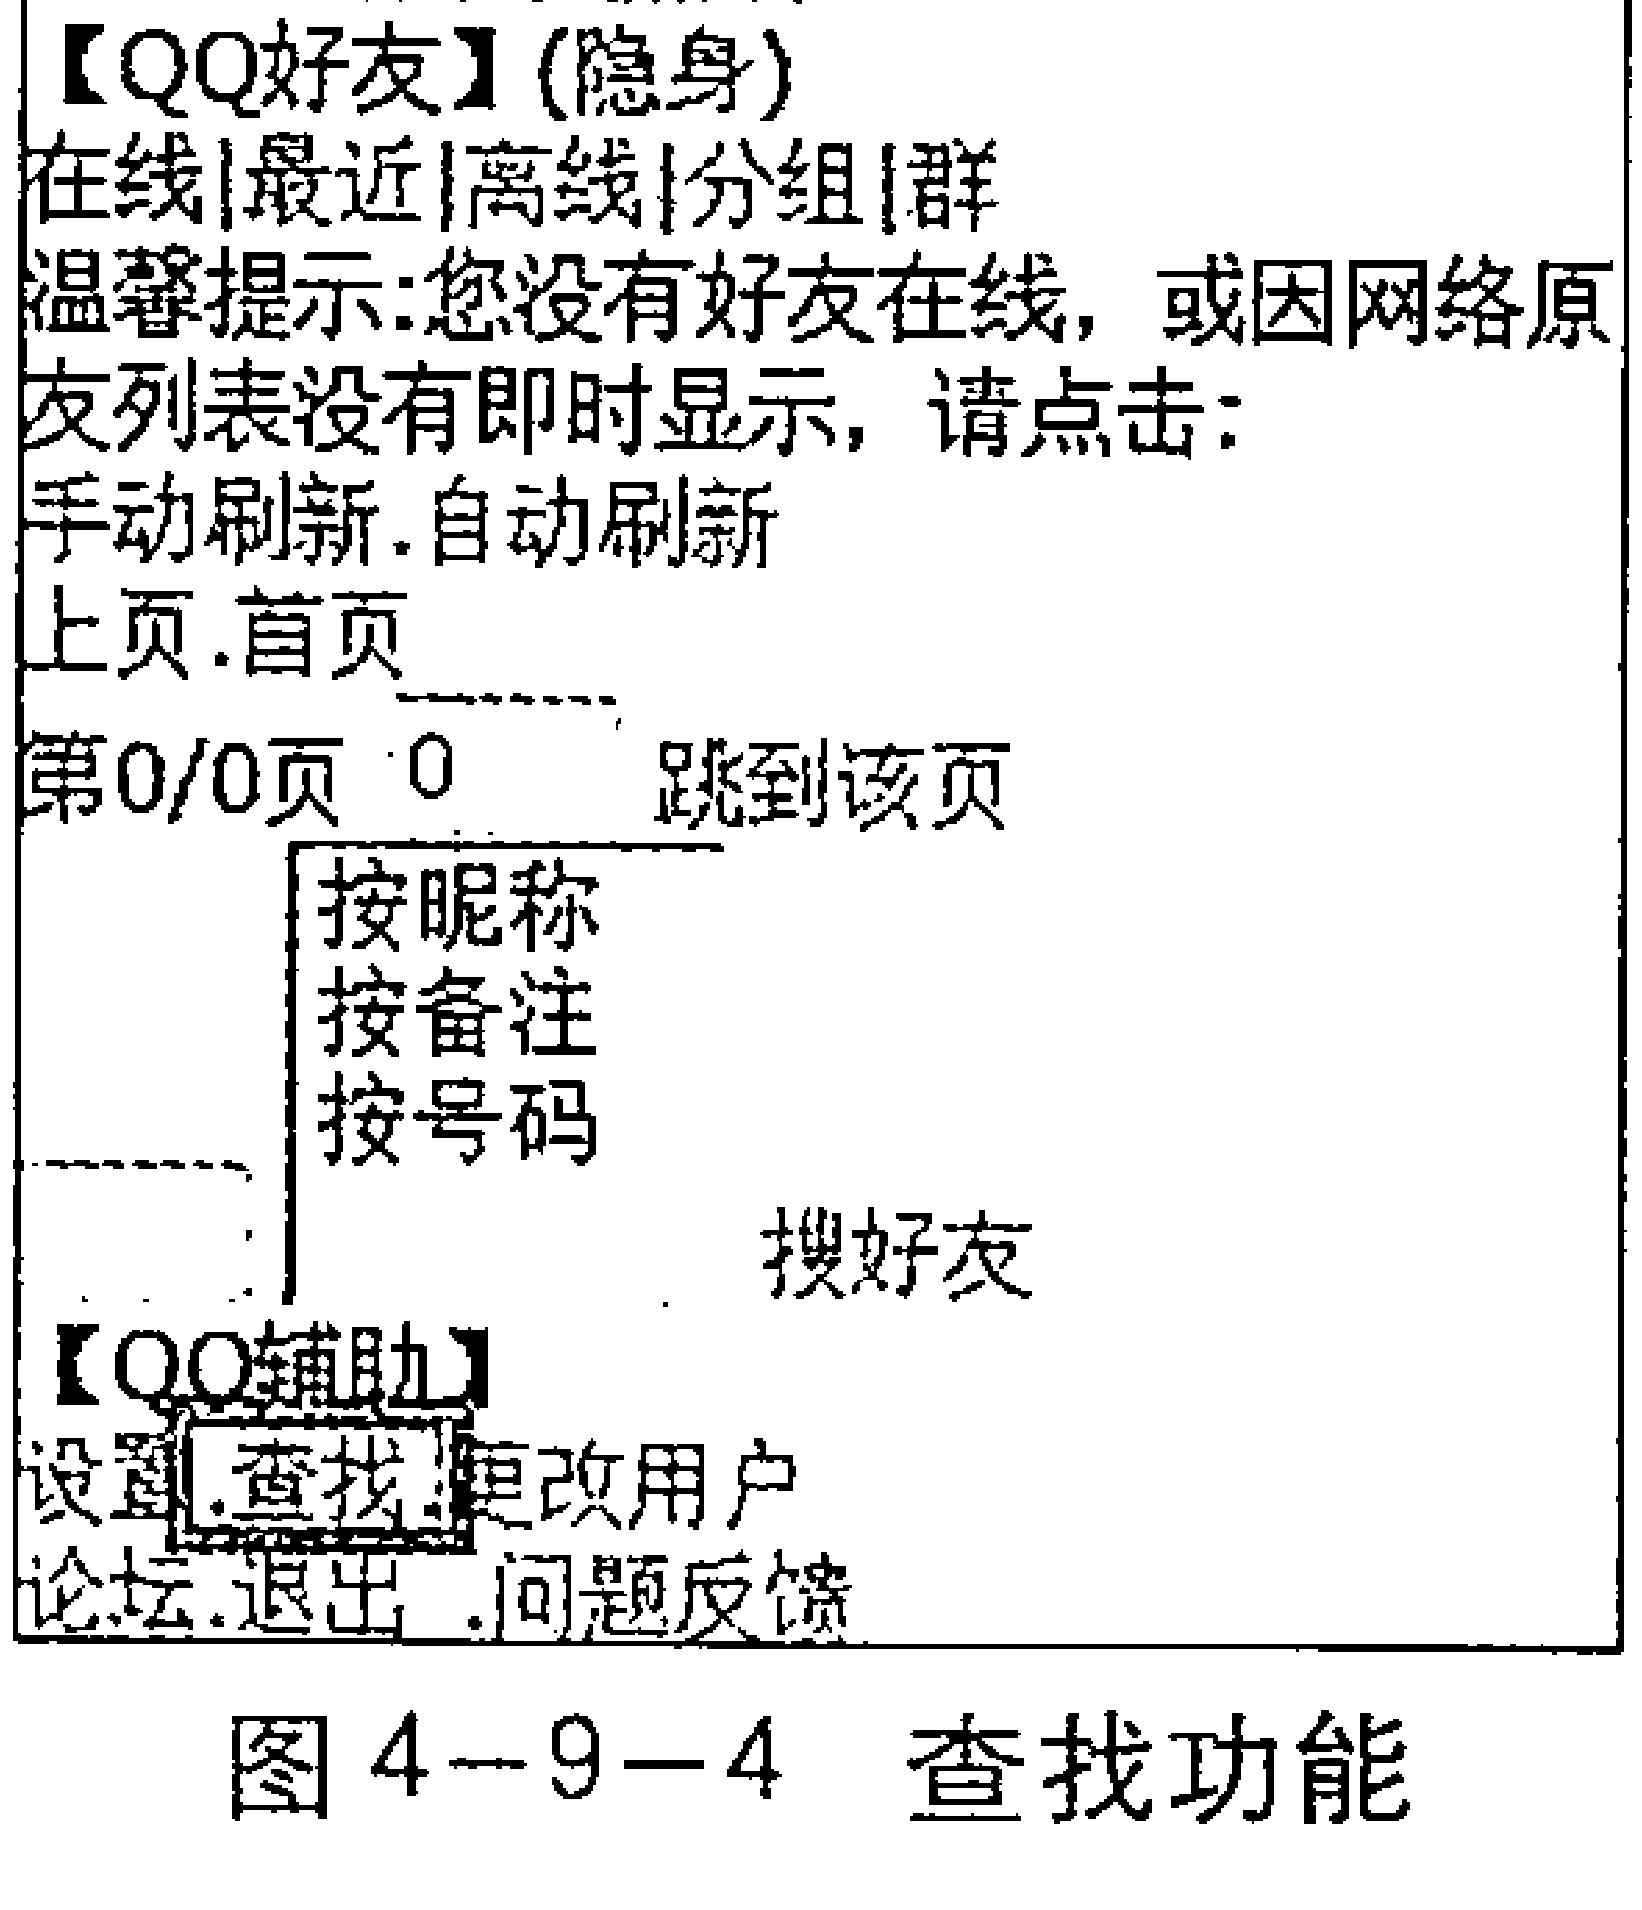 【QQ好友】(隐身)
在线|最近|离线|分组|群
温馨提示:您没有好友在线，或因网络原
友列表没有即时显示，请点击:
手动刷新.自动刷新
上页.首页
第0/0页 0 跳到该页
按昵称
按备注
按号码
搜好友
【QQ辅助】
设置.查找.更改用户
论坛.退出 .问题反馈
图 4-9-4 查找功能